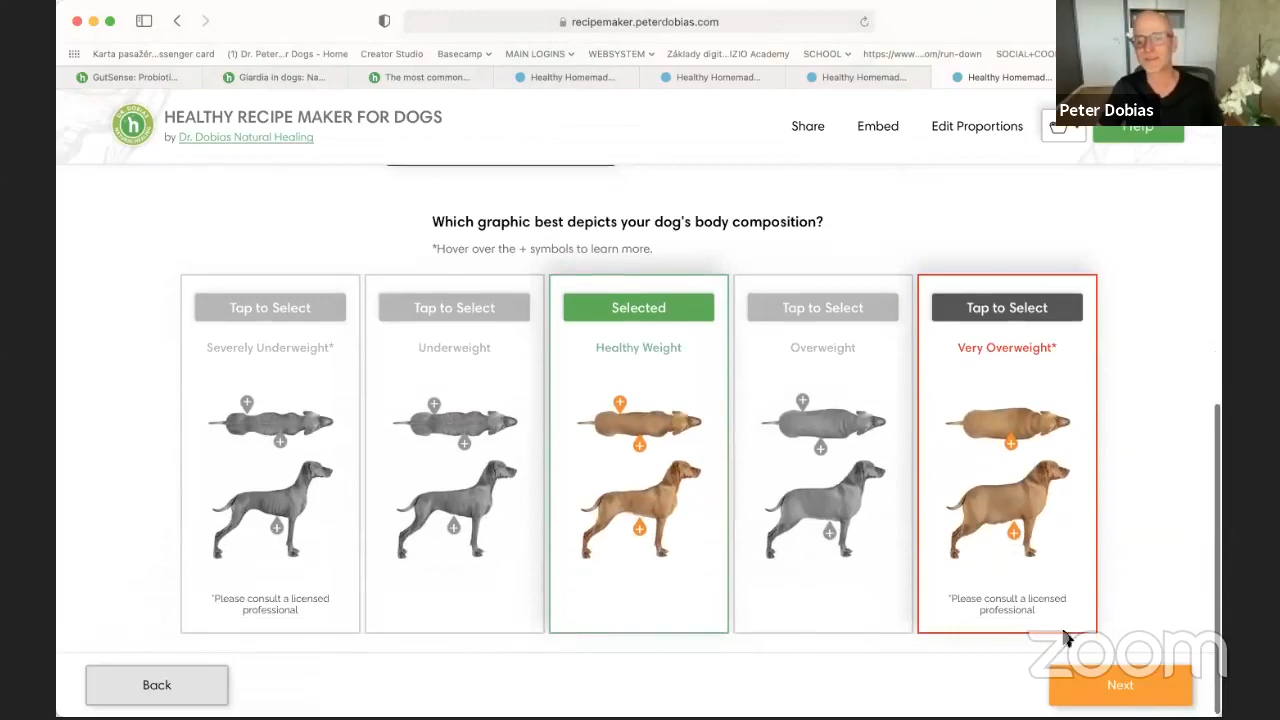 recipemaker.peterdobias.com
Karta pasažér...ssenger card
(1) Dr. Peter...r Dogs - Home
Creator Studio
Basecamp
MAIN LOGINS
WEBSYSTEM
Základy digit...IZIO Academy
SCHOOL
https://www....om/run-down
SOCIAL+COO
GutSense: Probioti...
Giardia in dogs: Na...
The most common...
Healthy Homemad...
Healthy Homemad...
Healthy Homemad...
Healthy Homemad...
Peter Dobias
HEALTHY RECIPE MAKER FOR DOGS
by Dr. Dobias Natural Healing
Share
Embed
Edit Proportions
Help
Which graphic best depicts your dog's body composition?
*Hover over the + symbols to learn more.
Tap to Select
Tap to Select
Selected
Tap to Select
Tap to Select
Severely Underweight*
Underweight
Healthy Weight
Overweight
Very Overweight*
*Please consult a licensed
professional
*Please consult a licensed
professional
zoom
Back
Next